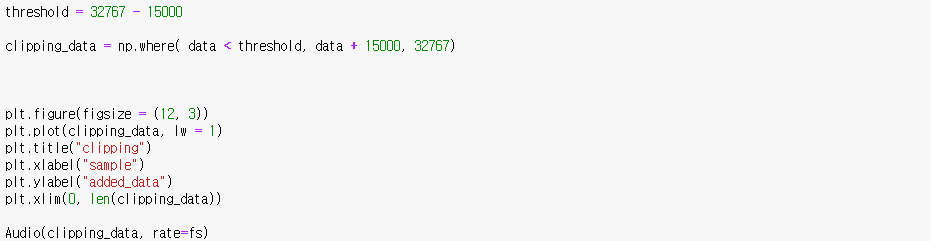 threshold = 32767 - 15000
clipping_data = np.where( data < threshold, data + 15000, 32767)
plt.figure(figsize = (12, 3))
plt.plot(clipping_data, lw = 1)
plt.title("clipping")
plt.xlabel("sample")
plt.ylabel("added_data")
plt.xlim(0, len(clipping_data))
Audio(clipping_data, rate=fs)